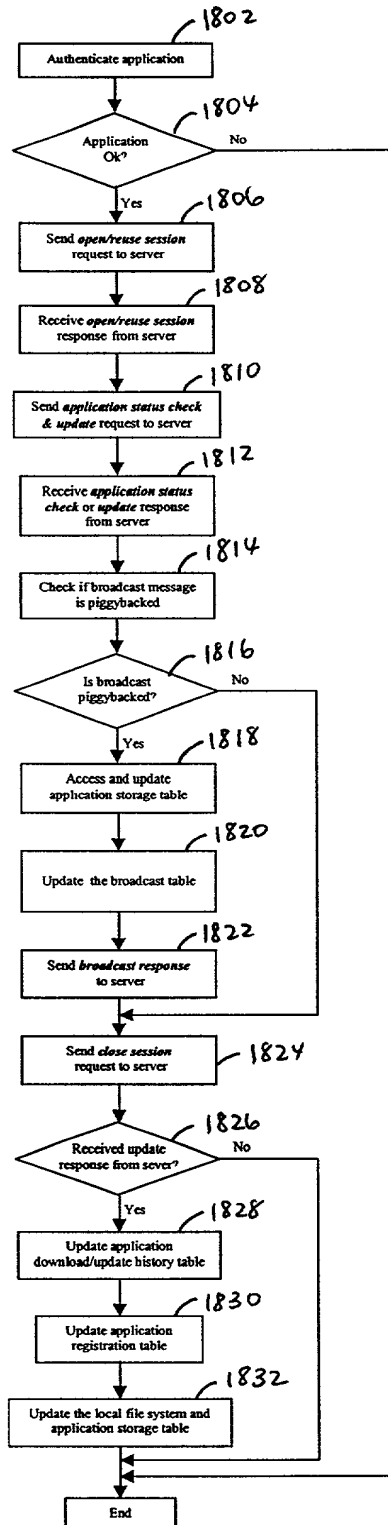 1802
Authenticate application
1804
Application
Ok?
No
Yes
1806
Send open/reuse session
request to server
1808
Receive open/reuse session
response from server
1810
Send application status check
& update request to server
1812
Receive application status
check or update response
from server
1814
Check if broadcast message
is piggybacked
1816
Is broadcast
piggybacked?
No
Yes
1818
Access and update
application storage table
1820
Update the broadcast table
1822
Send broadcast response
to server
Send close session
request to server
1824
1826
Received update
response from sever?
No
Yes
1828
Update application
download/update history table
1830
Update application
registration table
1832
Update the local file system and
application storage table
End